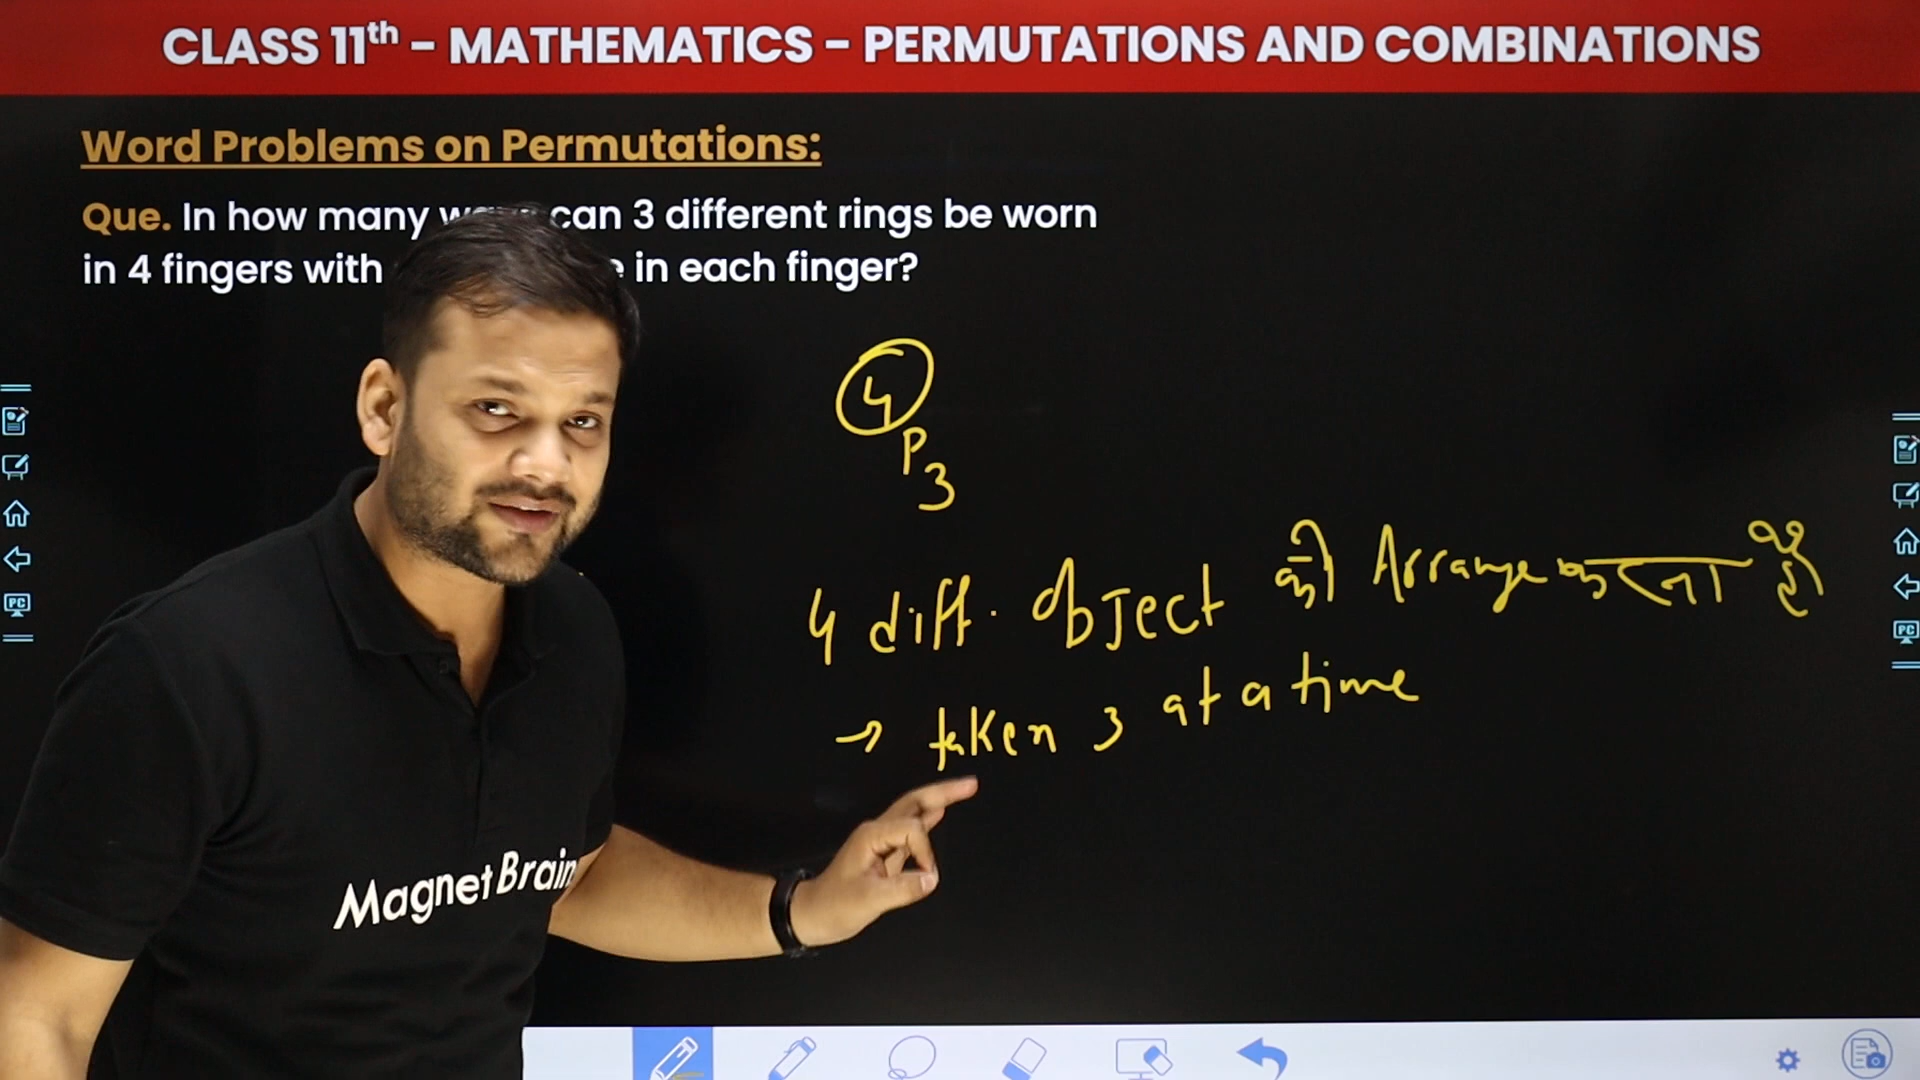 CLASS 11th - MATHEMATICS - PERMUTATIONS AND COMBINATIONS
Word Problems on Permutations:
Que. In how many can 3 different rings be worn
in 4 fingers with in each finger?
4
P
3
4 diff. object को Arrange करना है
→ taken 3 at a time
MagnetBrain
PC
PC